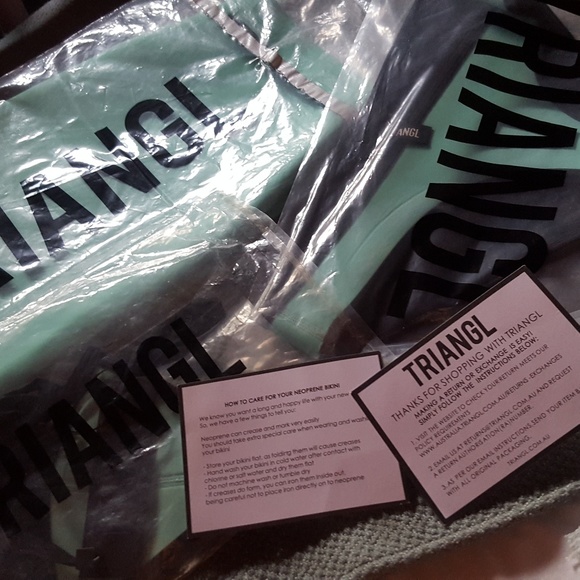 RIANGL
RIANGL
ANGL
RIANGL
HOW TO CARE FOR YOUR NEOPRENE BIKINI
We know you want a long and happy life with your new
So, we have a few things to tell you:
Neoprene can crease and mark very easily
You should take extra special care when wearing and washing
your bikini
- Store your bikinis flat, as folding them will cause creases
- Hand wash your bikini in cold water after contact with
chlorine or salt water and dry them flat
- Do not machine wash or tumble dry
- If creases do form, you can iron them inside out,
being careful not to place iron directly on to neoprene
TRIANGL
THANKS FOR SHOPPING WITH TRIANGL
MAKING A RETURN OR EXCHANGE IS EASY!
SIMPLY FOLLOW THE INSTRUCTIONS BELOW:
1. VISIT THE WEBSITE TO CHECK YOUR RETURN MEETS OUR
POLICY REQUIREMENTS
WWW.AUSTRALIA.TRIANGL.COM.AU/RETURNS EXCHANGES
2. EMAIL US AT RETURNS@TRIANGL.COM.AU AND REQUEST
A RETURN AUTHORISATION (RA) NUMBER
3. AS PER OUR EMAIL INSTRUCTIONS, SEND YOUR ITEM B
WITH ALL ORIGINAL PACKAGING.
TRIANGL.COM.AU